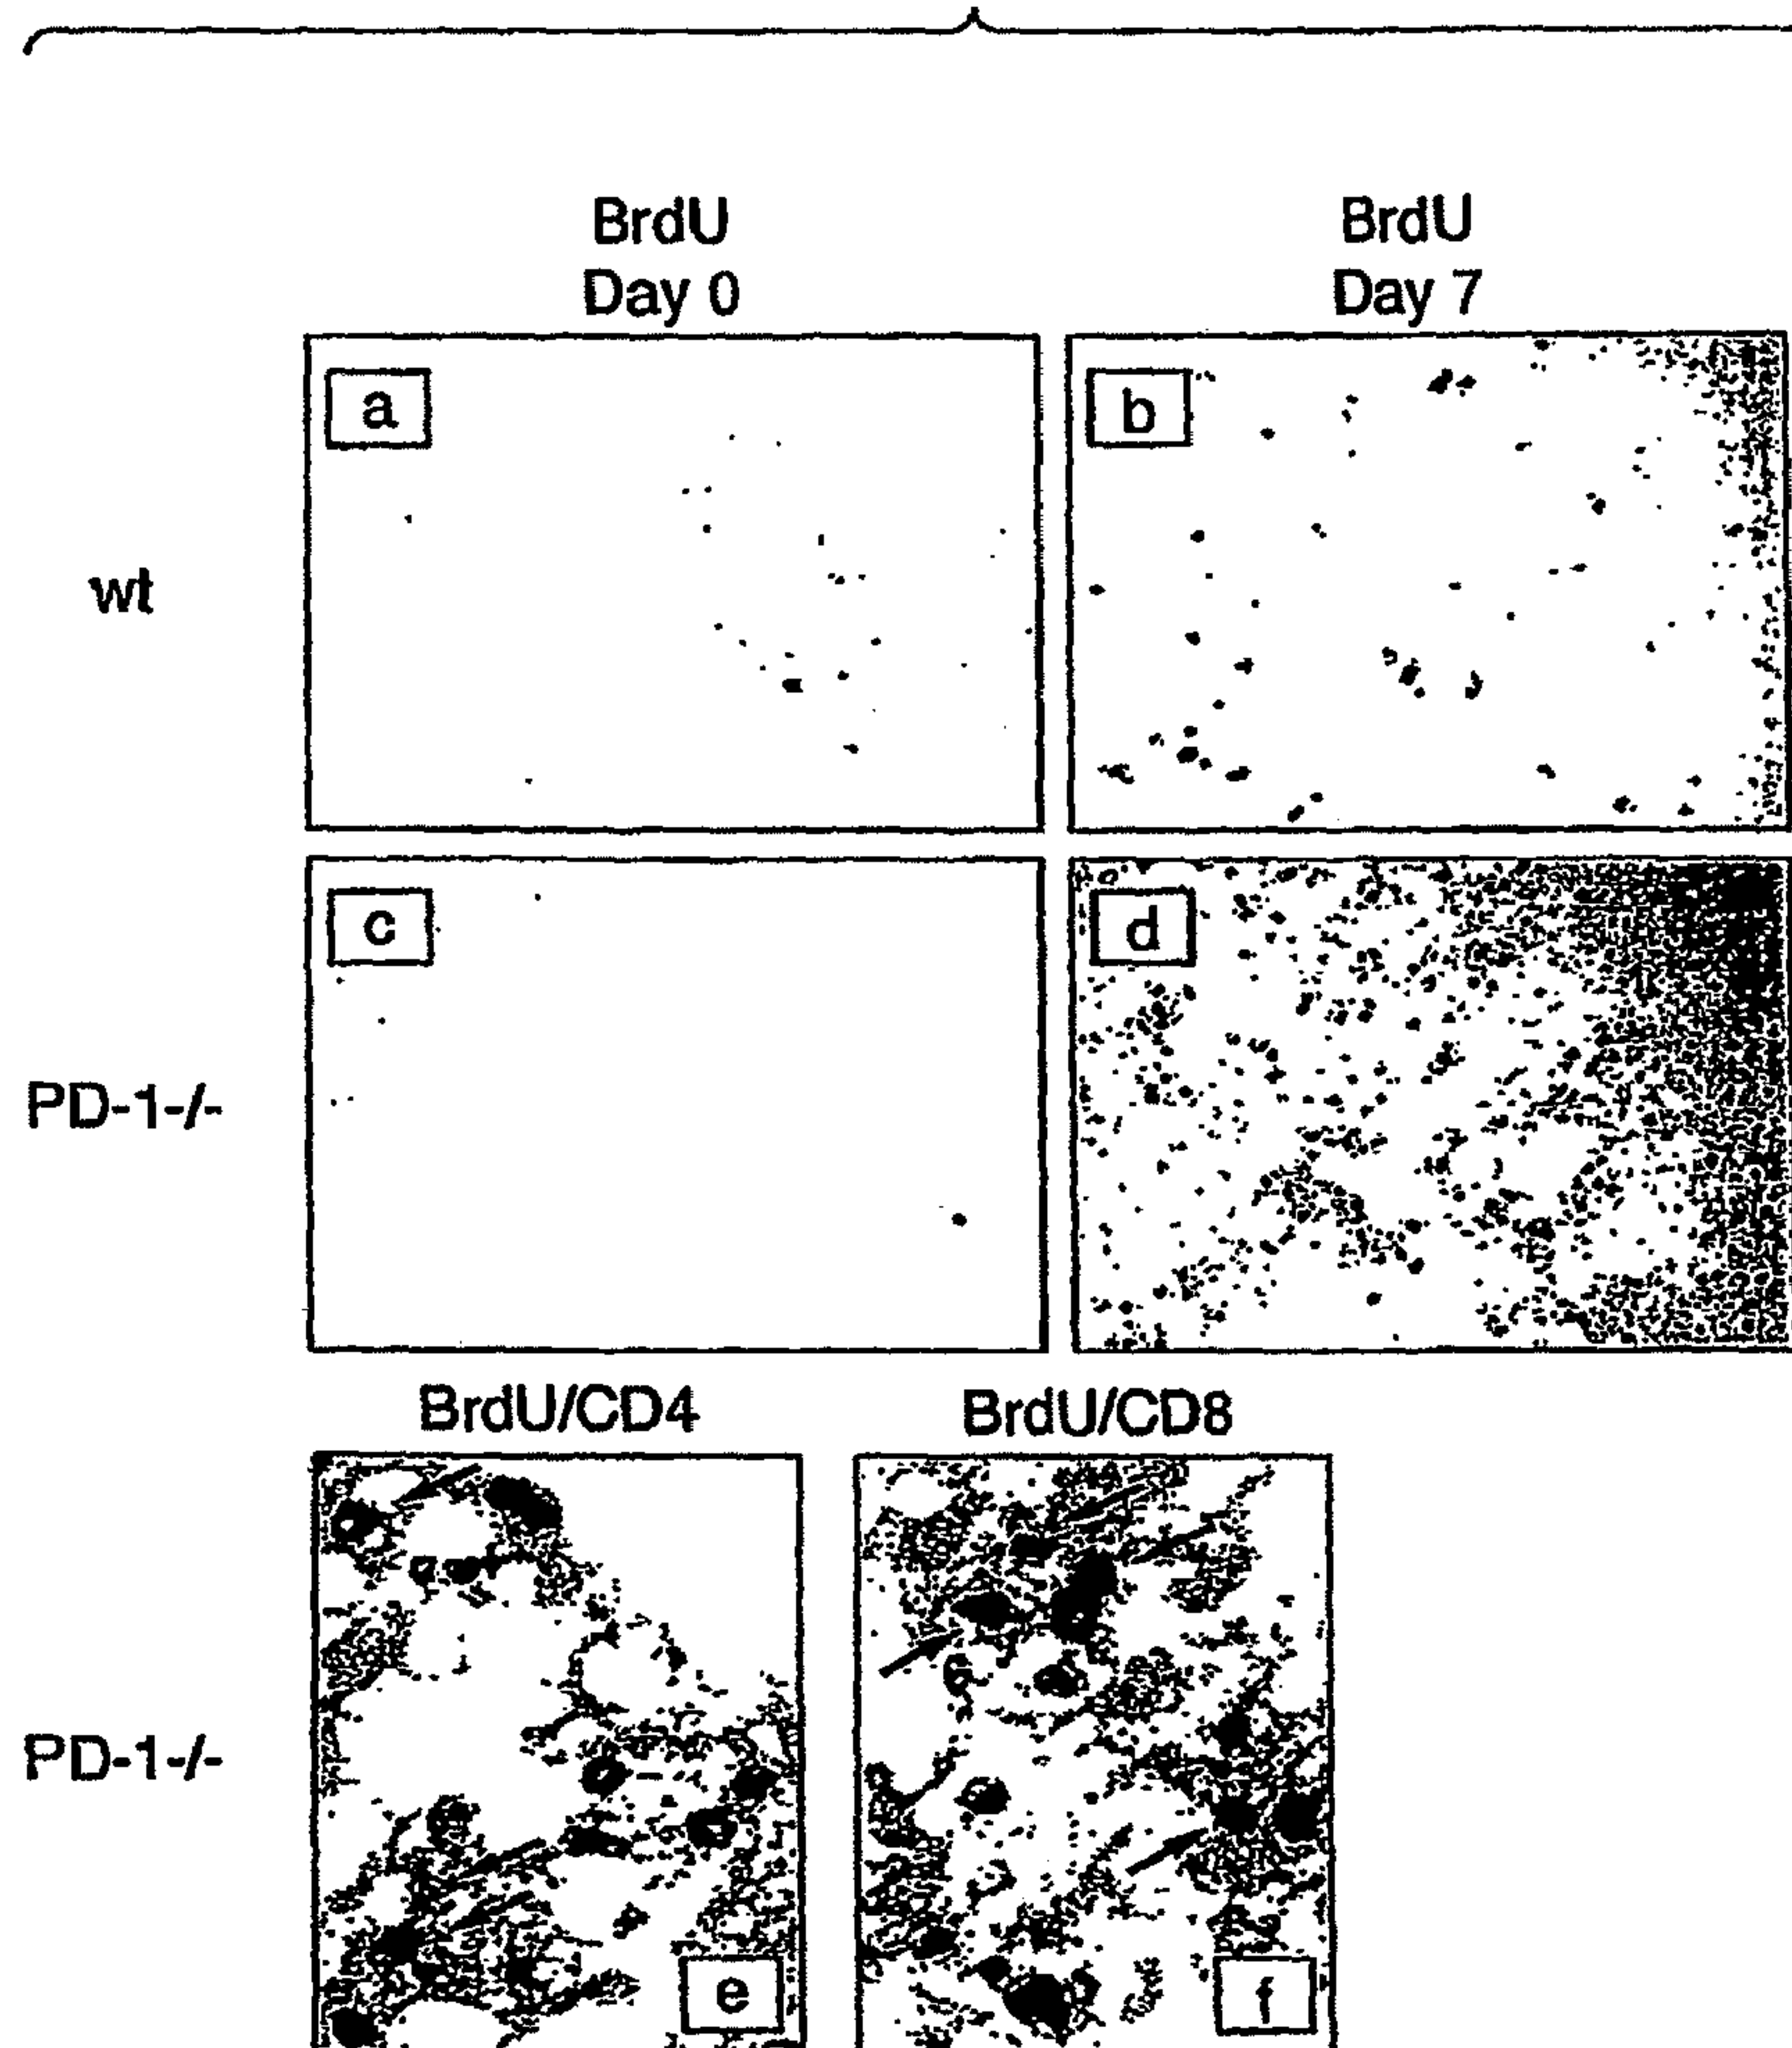 BrdU
Day 0
BrdU
Day 7
wt
a
b
PD-1-/-
c
d
BrdU/CD4
BrdU/CD8
PD-1-/-
e
f